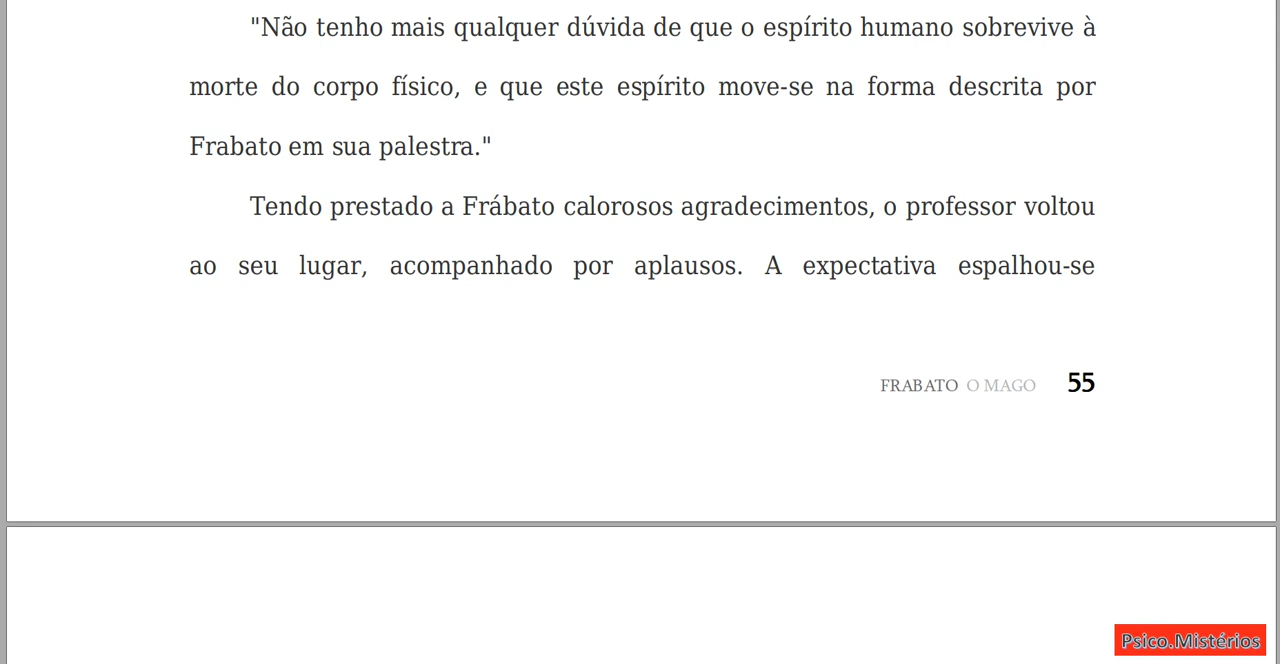 "Não tenho mais qualquer dúvida de que o espírito humano sobrevive à
morte do corpo físico, e que este espírito move-se na forma descrita por
Frabato em sua palestra."
Tendo prestado a Frábato calorosos agradecimentos, o professor voltou
ao seu lugar, acompanhado por aplausos. A expectativa espalhou-se
FRABATO O MAGO 55
Psico.Mistérios